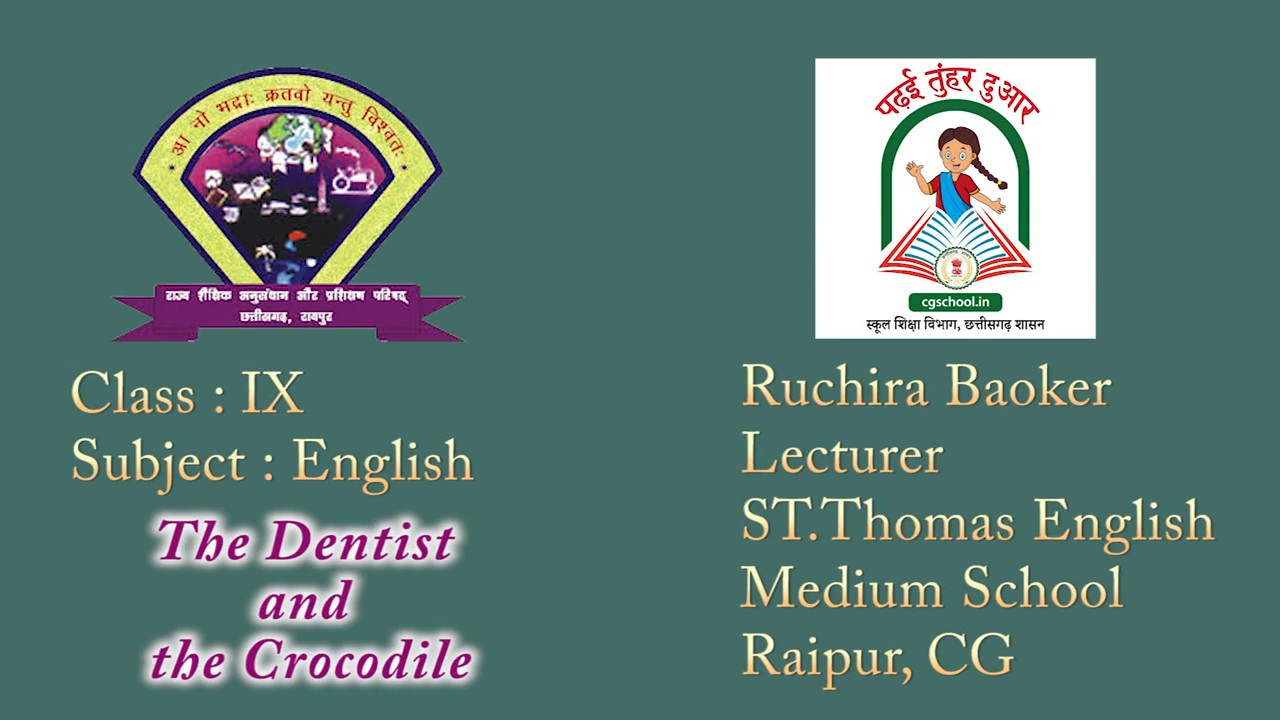 आ नो भद्राः क्रतवो यन्तु विश्वतः
राज्य शैक्षिक अनुसंधान और प्रशिक्षण परिषद्
छत्तीसगढ़, रायपुर
Class : IX
Subject : English
The Dentist
and
the Crocodile
पढ़ई तुंहर दुआर
cgschool.in
स्कूल शिक्षा विभाग, छत्तीसगढ़ शासन
Ruchira Baoker
Lecturer
ST.Thomas English
Medium School
Raipur, CG